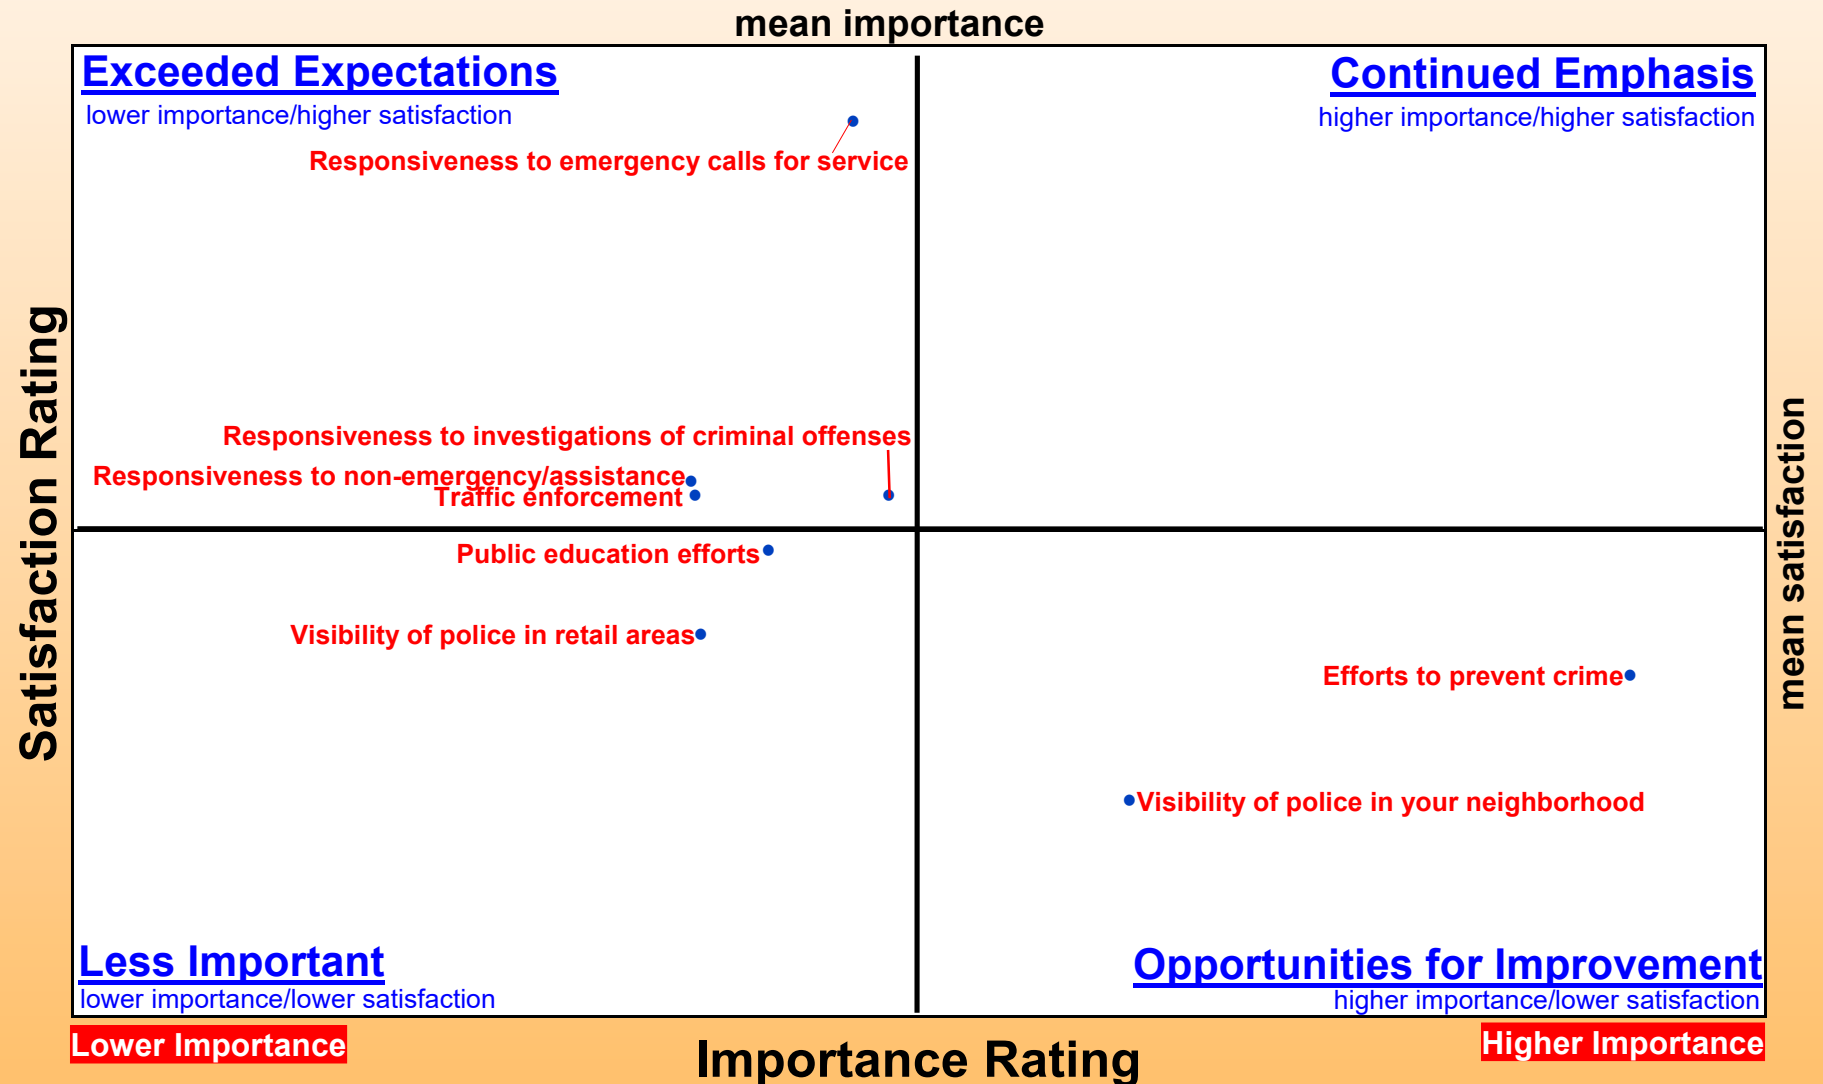 mean importance
Exceeded Expectations
lower importance/higher satisfaction
Continued Emphasis
higher importance/higher satisfaction
Responsiveness to emergency calls for service
Responsiveness to investigations of criminal offenses
Responsiveness to non-emergency/assistance
Traffic enforcement
Satisfaction Rating
mean satisfaction
Public education efforts
Visibility of police in retail areas
Efforts to prevent crime
Visibility of police in your neighborhood
Less Important
lower importance/lower satisfaction
Opportunities for Improvement
higher importance/lower satisfaction
Lower Importance
Importance Rating
Higher Importance